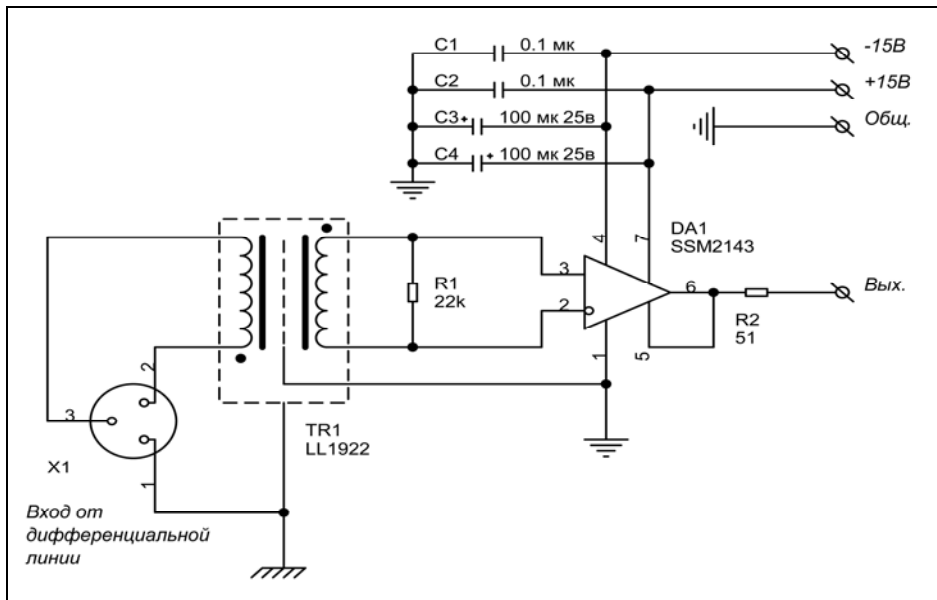 C1 0.1 мк -15В
C2 0.1 мк +15В
C3 + 100 мк 25в Общ.
C4 + 100 мк 25в
4 7 DA1
SSM2143
3
R1
22k
2
6 Вых.
R2
51
1 5
2
3
TR1
LL1922
X1
1
Вход от
дифференциальной
линии